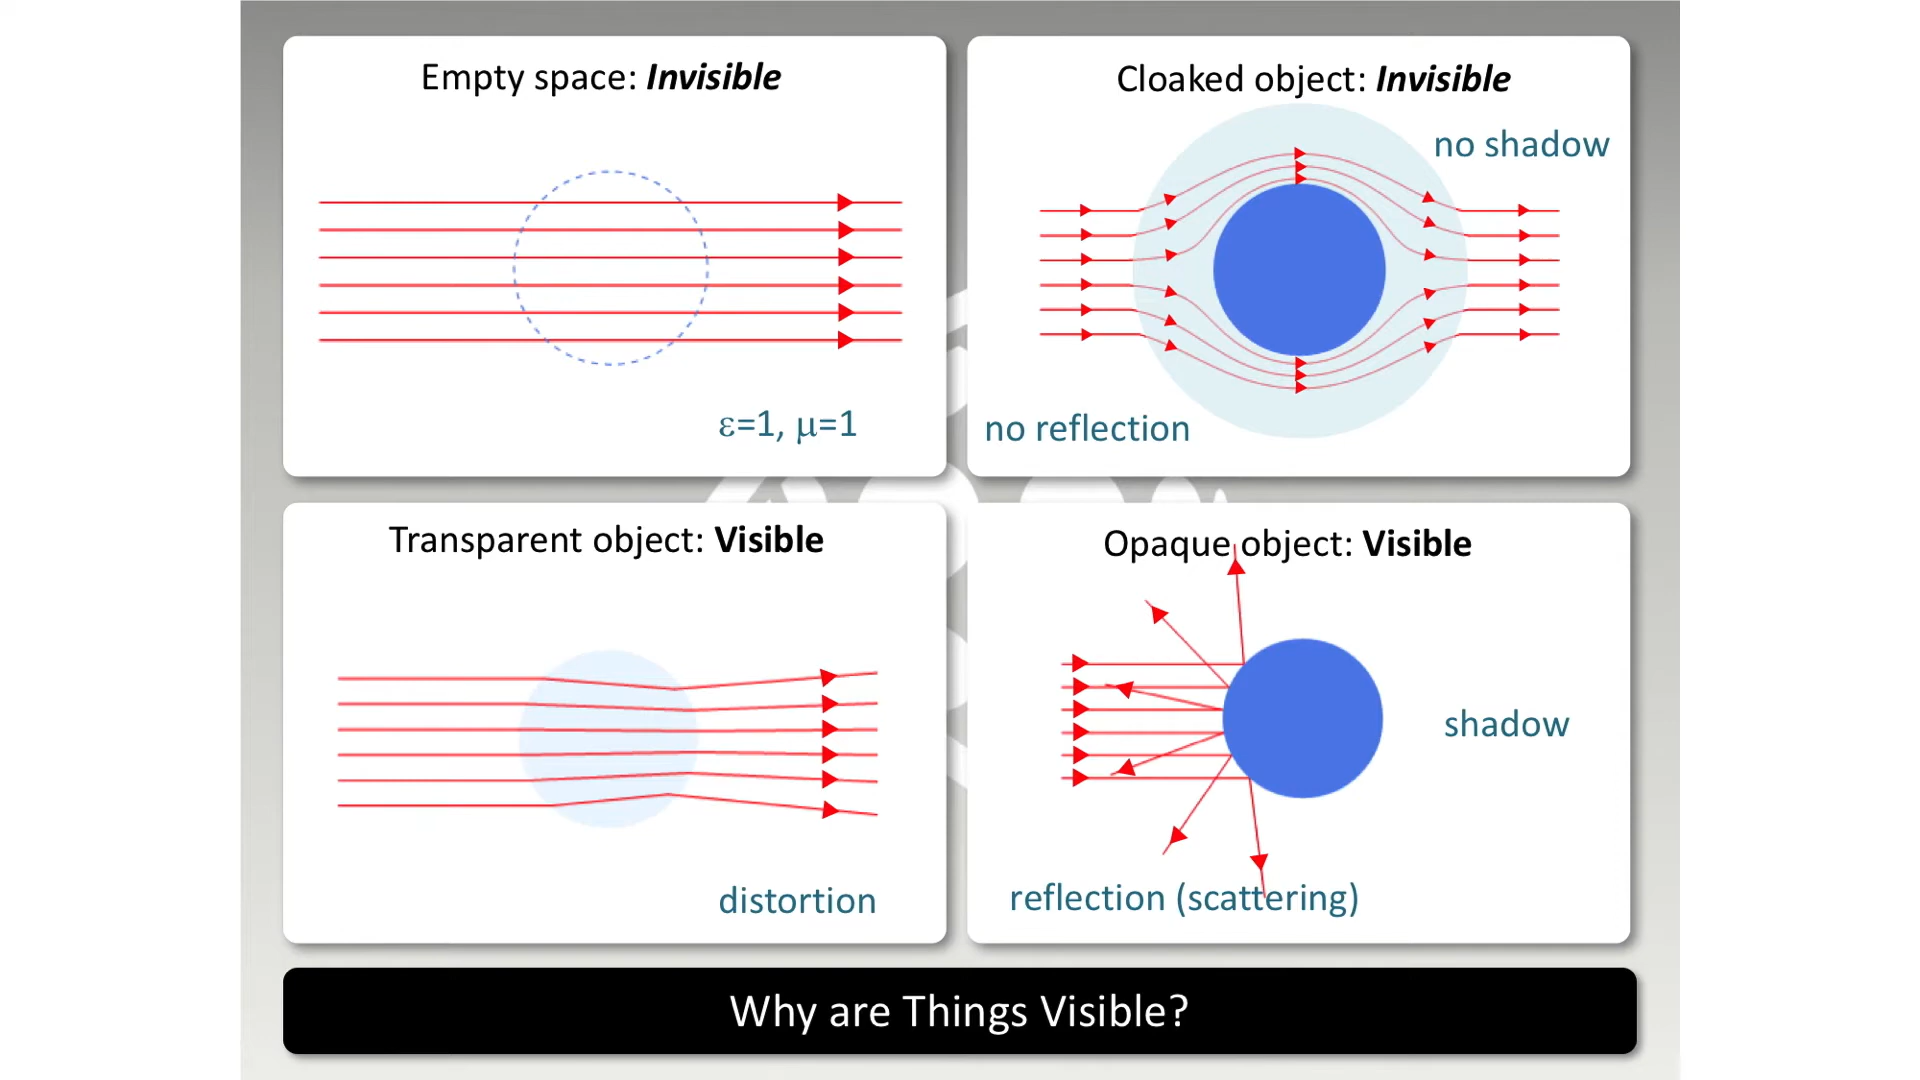 Empty space: Invisible
ε=1, μ=1
Cloaked object: Invisible
no shadow
no reflection
Transparent object: Visible
distortion
Opaque object: Visible
shadow
reflection (scattering)
Why are Things Visible?